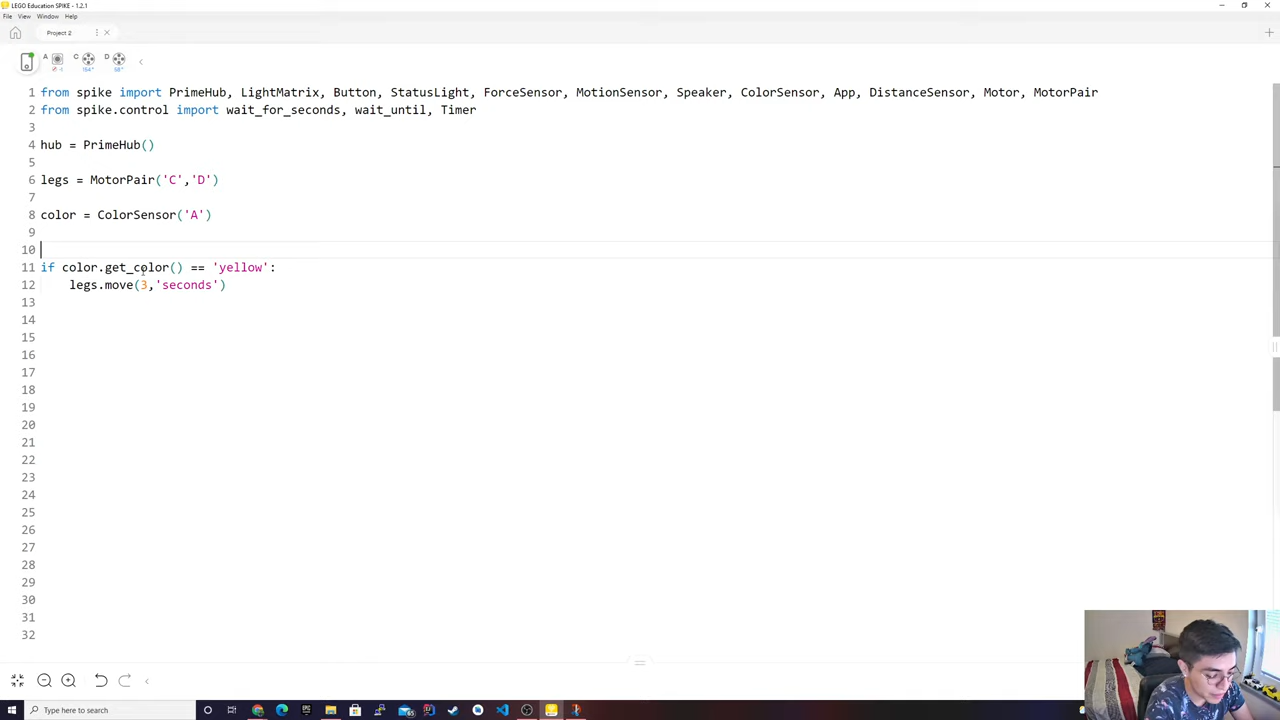 LEGO Education SPIKE - 1.2.1
File View Window Help
Project 2
A C D
194° 58°
1 from spike import PrimeHub, LightMatrix, Button, StatusLight, ForceSensor, MotionSensor, Speaker, ColorSensor, App, DistanceSensor, Motor, MotorPair
2 from spike.control import wait_for_seconds, wait_until, Timer
3
4 hub = PrimeHub()
5
6 legs = MotorPair('C','D')
7
8 color = ColorSensor('A')
9
10
11 if color.get_color() == 'yellow':
12 legs.move(3,'seconds')
13
14
15
16
17
18
19
20
21
22
23
24
25
26
27
28
29
30
31
32
Type here to search